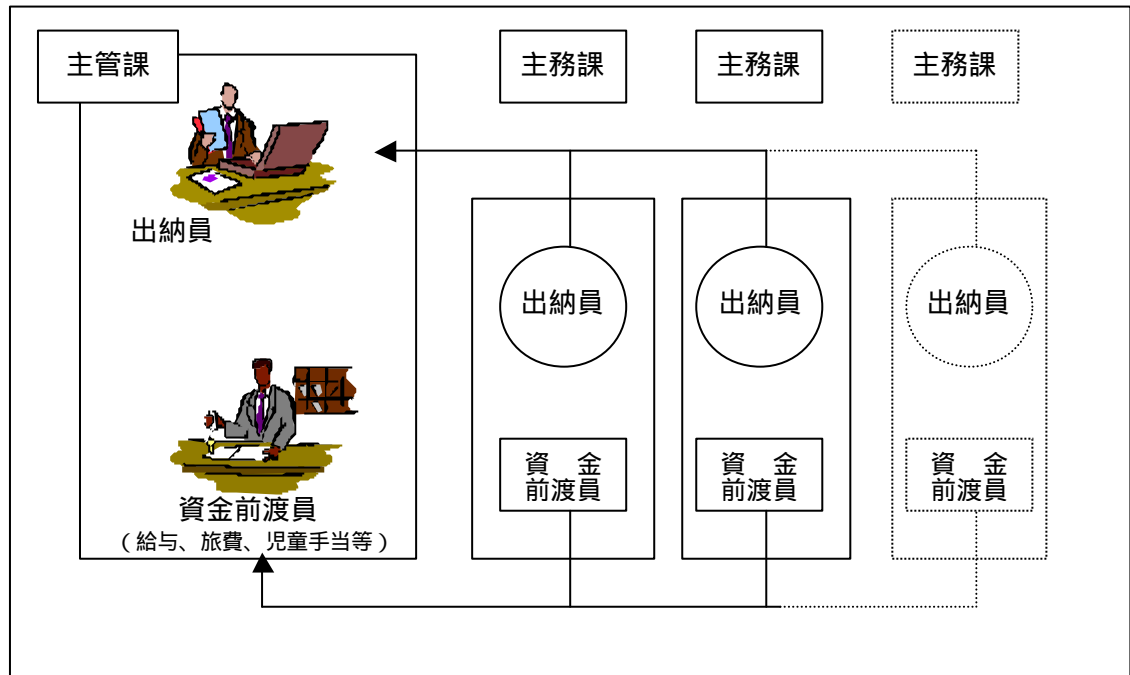 主管課
主務課
主務課
主務課
出納員
出納員
出納員
出納員
資金前渡員
（給与、旅費、児童手当等）
資　金
前渡員
資　金
前渡員
資　金
前渡員